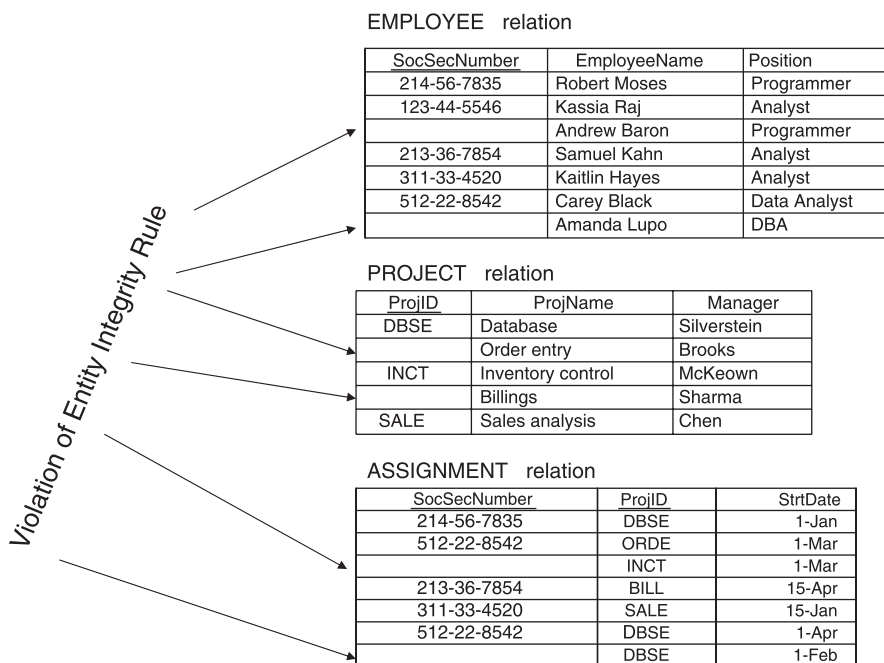 EMPLOYEE relation
SocSecNumber EmployeeName Position
214-56-7835 Robert Moses Programmer
123-44-5546 Kassia Raj Analyst
Andrew Baron Programmer
213-36-7854 Samuel Kahn Analyst
311-33-4520 Kaitlin Hayes Analyst
512-22-8542 Carey Black Data Analyst
Amanda Lupo DBA
Violation of Entity Integrity Rule
PROJECT relation
ProjID ProjName Manager
DBSE Database Silverstein
Order entry Brooks
INCT Inventory control McKeown
Billings Sharma
SALE Sales analysis Chen
ASSIGNMENT relation
SocSecNumber ProjID StrtDate
214-56-7835 DBSE 1-Jan
512-22-8542 ORDE 1-Mar
INCT 1-Mar
213-36-7854 BILL 15-Apr
311-33-4520 SALE 15-Jan
512-22-8542 DBSE 1-Apr
DBSE 1-Feb